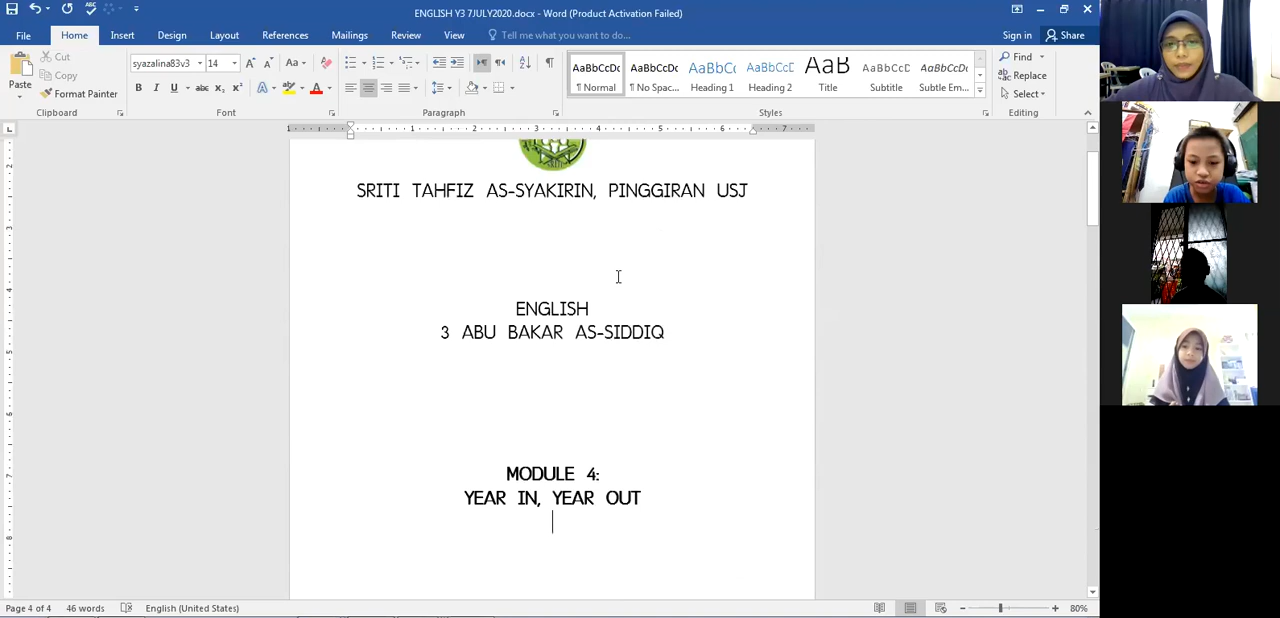 ENGLISH Y3 7JULY2020.docx - Word (Product Activation Failed)
File Home Insert Design Layout References Mailings Review View Tell me what you want to do... Sign in Share
Paste
Cut
Copy
Format Painter
Clipboard
syazalina83v3 14
Font
Paragraph
AaBbCcDc AaBbCcDc AaBbCc AaBbCcD AaB AaBbCcD AaBbCcDc
¶ Normal ¶ No Spac... Heading 1 Heading 2 Title Subtitle Subtle Em...
Styles
Find
Replace
Select
Editing
SRITI TAHFIZ AS-SYAKIRIN, PINGGIRAN USJ
ENGLISH
3 ABU BAKAR AS-SIDDIQ
MODULE 4:
YEAR IN, YEAR OUT
Page 4 of 4 46 words English (United States) 80%